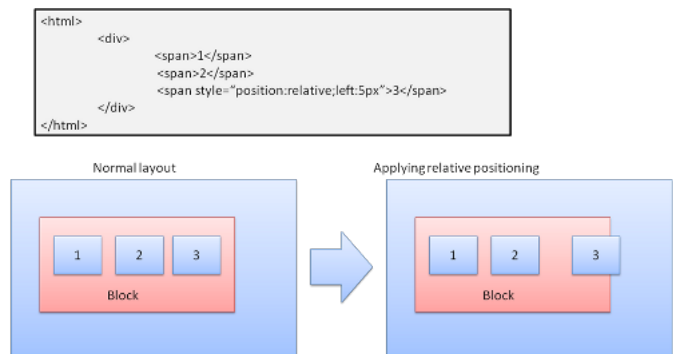 <html>
<div>
<span>1</span>
<span>2</span>
<span style="position:relative;left:5px”>3</span>
</div>
</html>
Normal layout
Applying relative positioning
1 2 3
Block
1 2 3
Block